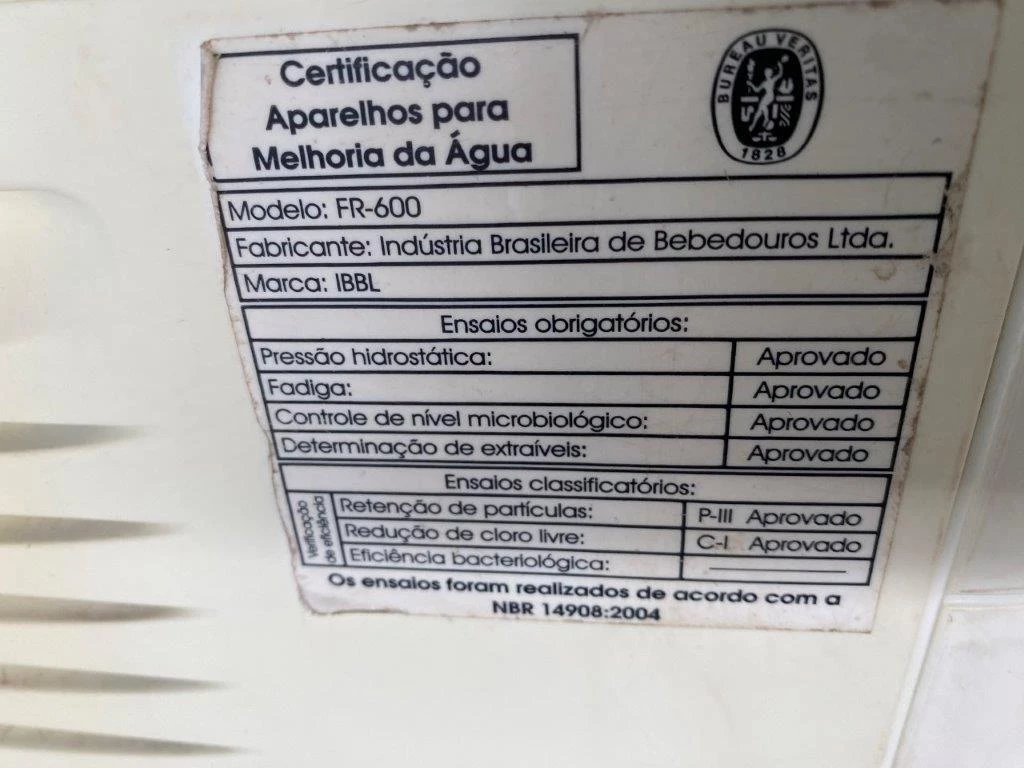 Certificação
Aparelhos para
Melhoria da Água
BUREAU VERITAS
1828
Modelo: FR-600
Fabricante: Indústria Brasileira de Bebedouros Ltda.
Marca: IBBL
Ensaios obrigatórios:
Pressão hidrostática: Aprovado
Fadiga: Aprovado
Controle de nível microbiológico: Aprovado
Determinação de extraíveis: Aprovado
Ensaios classificatórios:
Verificação
de eficiência
Retenção de partículas: P-III Aprovado
Redução de cloro livre: C-I Aprovado
Eficiência bacteriológica:
Os ensaios foram realizados de acordo com a
NBR 14908:2004